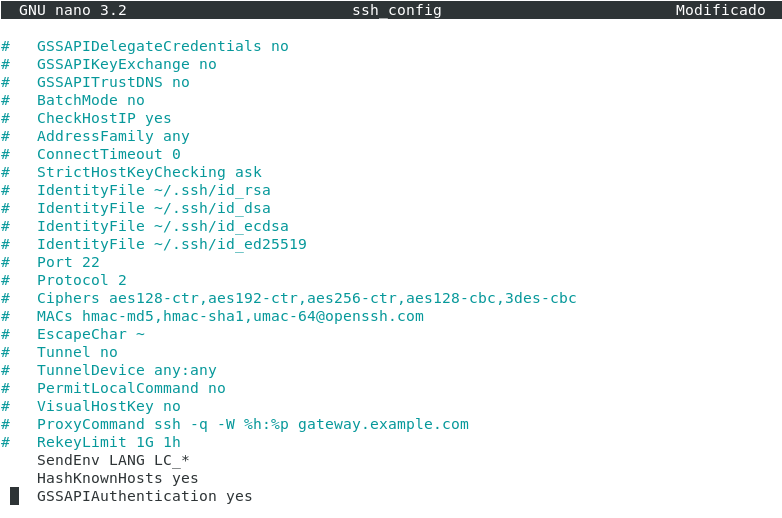 GNU nano 3.2 ssh_config Modificado
# GSSAPIDelegateCredentials no
# GSSAPIKeyExchange no
# GSSAPITrustDNS no
# BatchMode no
# CheckHostIP yes
# AddressFamily any
# ConnectTimeout 0
# StrictHostKeyChecking ask
# IdentityFile ~/.ssh/id_rsa
# IdentityFile ~/.ssh/id_dsa
# IdentityFile ~/.ssh/id_ecdsa
# IdentityFile ~/.ssh/id_ed25519
# Port 22
# Protocol 2
# Ciphers aes128-ctr,aes192-ctr,aes256-ctr,aes128-cbc,3des-cbc
# MACs hmac-md5,hmac-sha1,umac-64@openssh.com
# EscapeChar ~
# Tunnel no
# TunnelDevice any:any
# PermitLocalCommand no
# VisualHostKey no
# ProxyCommand ssh -q -W %h:%p gateway.example.com
# RekeyLimit 1G 1h
SendEnv LANG LC_*
HashKnownHosts yes
GSSAPIAuthentication yes